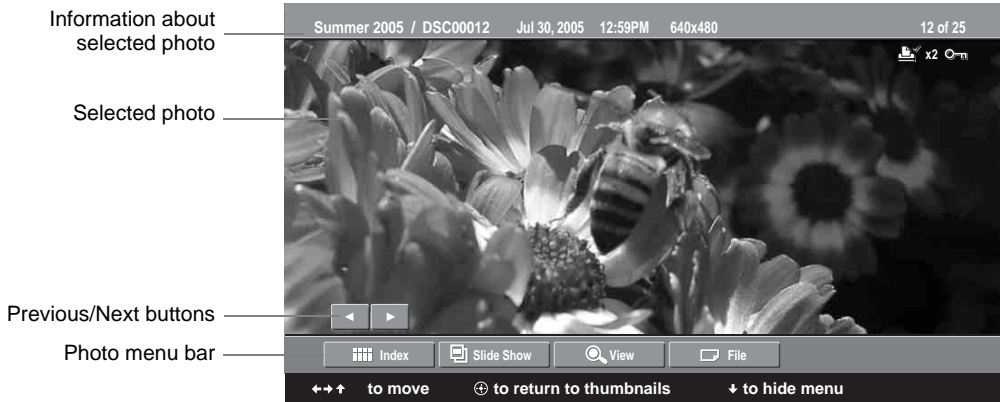 Information about
selected photo
Summer 2005 / DSC00012 Jul 30, 2005 12:59PM 640x480 12 of 25
x2
Selected photo
Previous/Next buttons
Photo menu bar
Index Slide Show View File
to move to return to thumbnails to hide menu